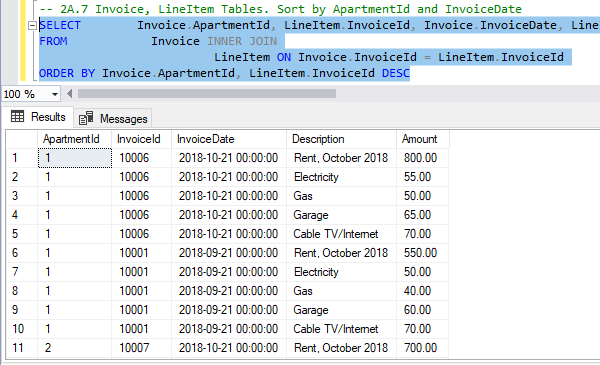 -- 2A.7 Invoice, LineItem Tables. Sort by ApartmentId and InvoiceDate
SELECT Invoice.ApartmentId, LineItem.InvoiceId, Invoice.InvoiceDate, Line
FROM Invoice INNER JOIN
LineItem ON Invoice.InvoiceId = LineItem.InvoiceId
ORDER BY Invoice.ApartmentId, LineItem.InvoiceId DESC
100 %
Results Messages
ApartmentId InvoiceId InvoiceDate Description Amount
1 1 10006 2018-10-21 00:00:00 Rent, October 2018 800.00
2 1 10006 2018-10-21 00:00:00 Electricity 55.00
3 1 10006 2018-10-21 00:00:00 Gas 50.00
4 1 10006 2018-10-21 00:00:00 Garage 65.00
5 1 10006 2018-10-21 00:00:00 Cable TV/Internet 70.00
6 1 10001 2018-09-21 00:00:00 Rent, October 2018 550.00
7 1 10001 2018-09-21 00:00:00 Electricity 50.00
8 1 10001 2018-09-21 00:00:00 Gas 40.00
9 1 10001 2018-09-21 00:00:00 Garage 60.00
10 1 10001 2018-09-21 00:00:00 Cable TV/Internet 70.00
11 2 10007 2018-10-21 00:00:00 Rent, October 2018 700.00